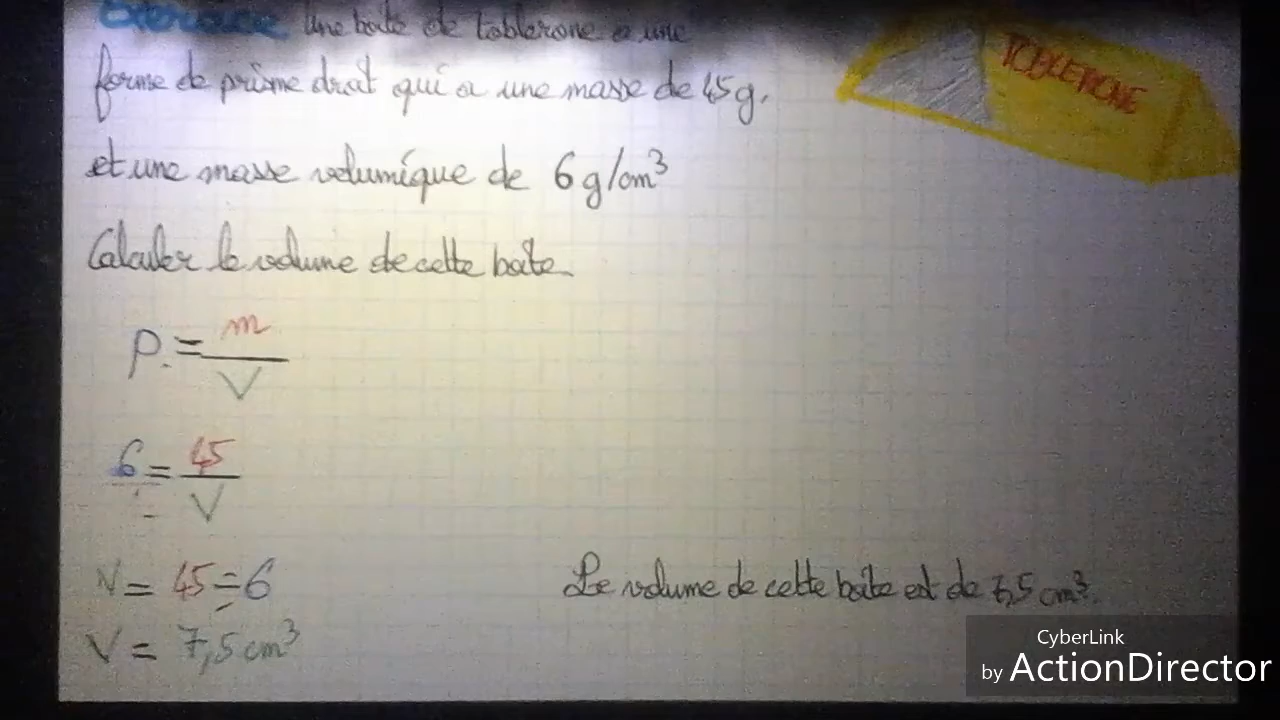 Exercice Une boîte de toblerone a une
TOBLERONE
forme de prisme droit qui a une masse de 45g.
et une masse volumique de 6 g/cm³
Calculer le volume de cette boîte.
ρ = m/V
6 = 45/V
V = 45 ÷ 6
V = 7,5 cm³
Le volume de cette boîte est de 7,5 cm³.
CyberLink
by ActionDirector